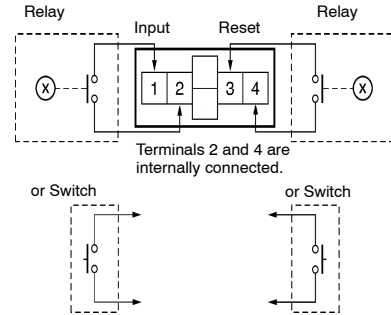 Relay
Relay
Input
Reset
X
1 2 3 4
X
Terminals 2 and 4 are
internally connected.
or Switch
or Switch